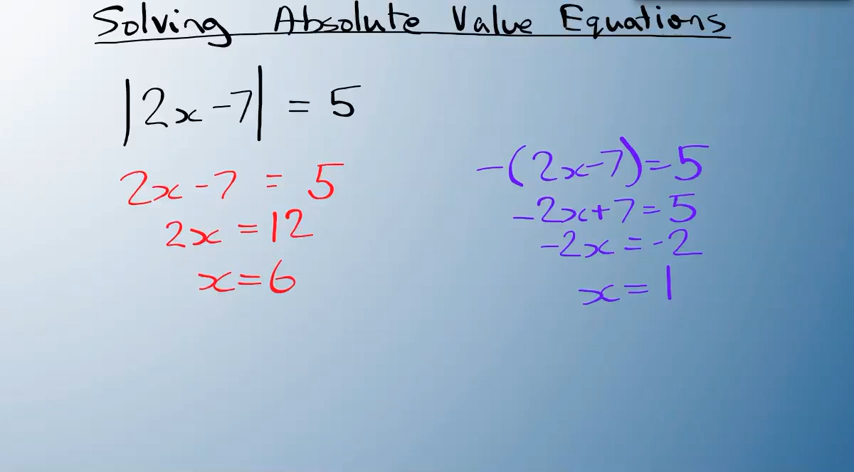 Solving Absolute Value Equations
|2x-7| = 5
2x-7 = 5
2x = 12
x = 6
-(2x-7) = 5
-2x+7 = 5
-2x = -2
x = 1